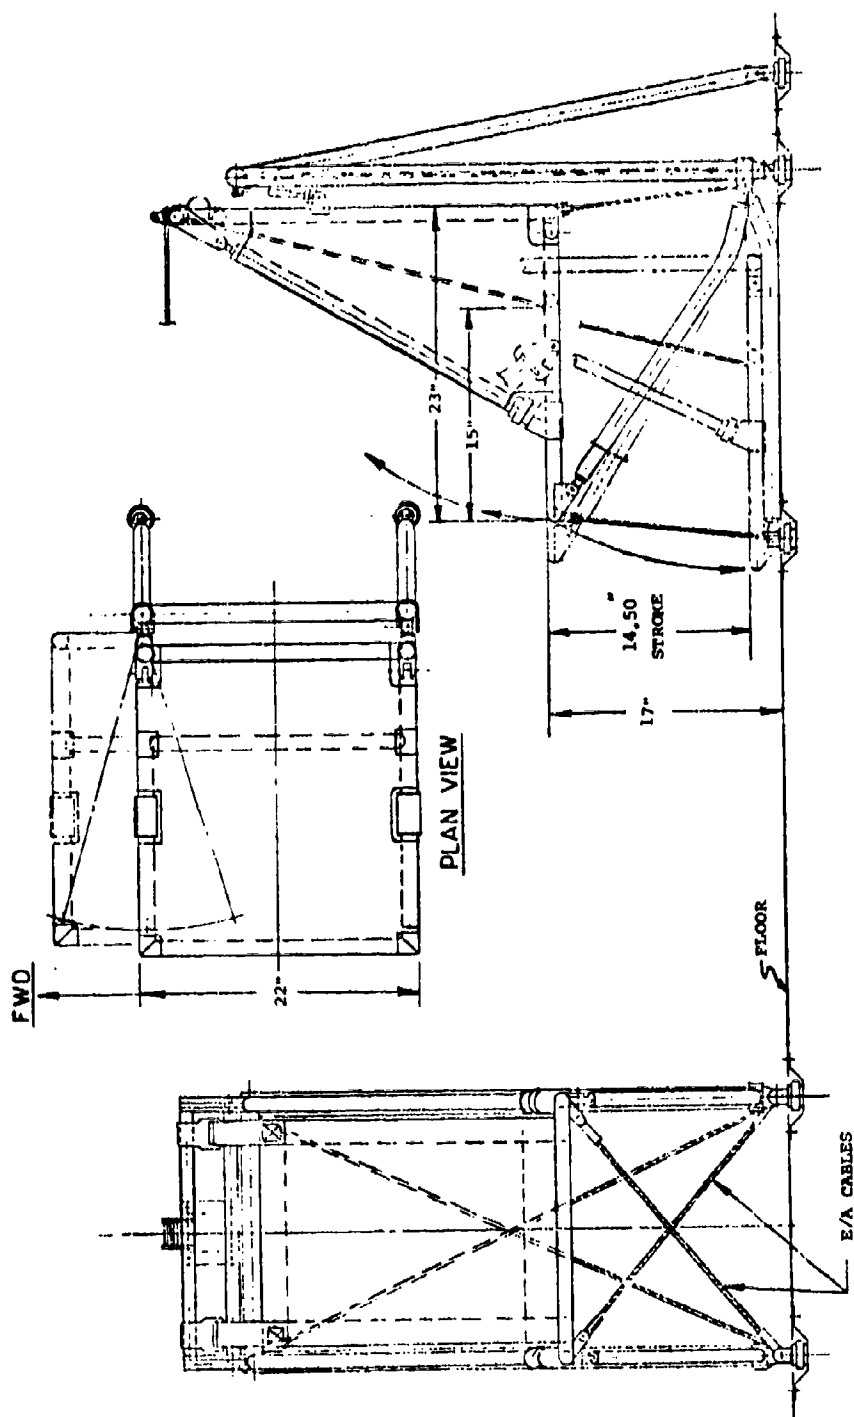 23"
15"
14.50"
STROKE
17"
FWD
22"
PLAN VIEW
FLOOR
E/A CABLES